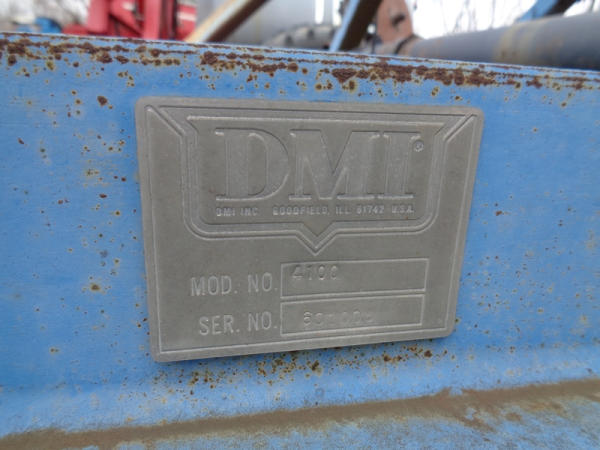 DMI®
DMI INC. GOODFIELD, ILL 61742 U.S.A.
MOD. NO. 4700
SER. NO.